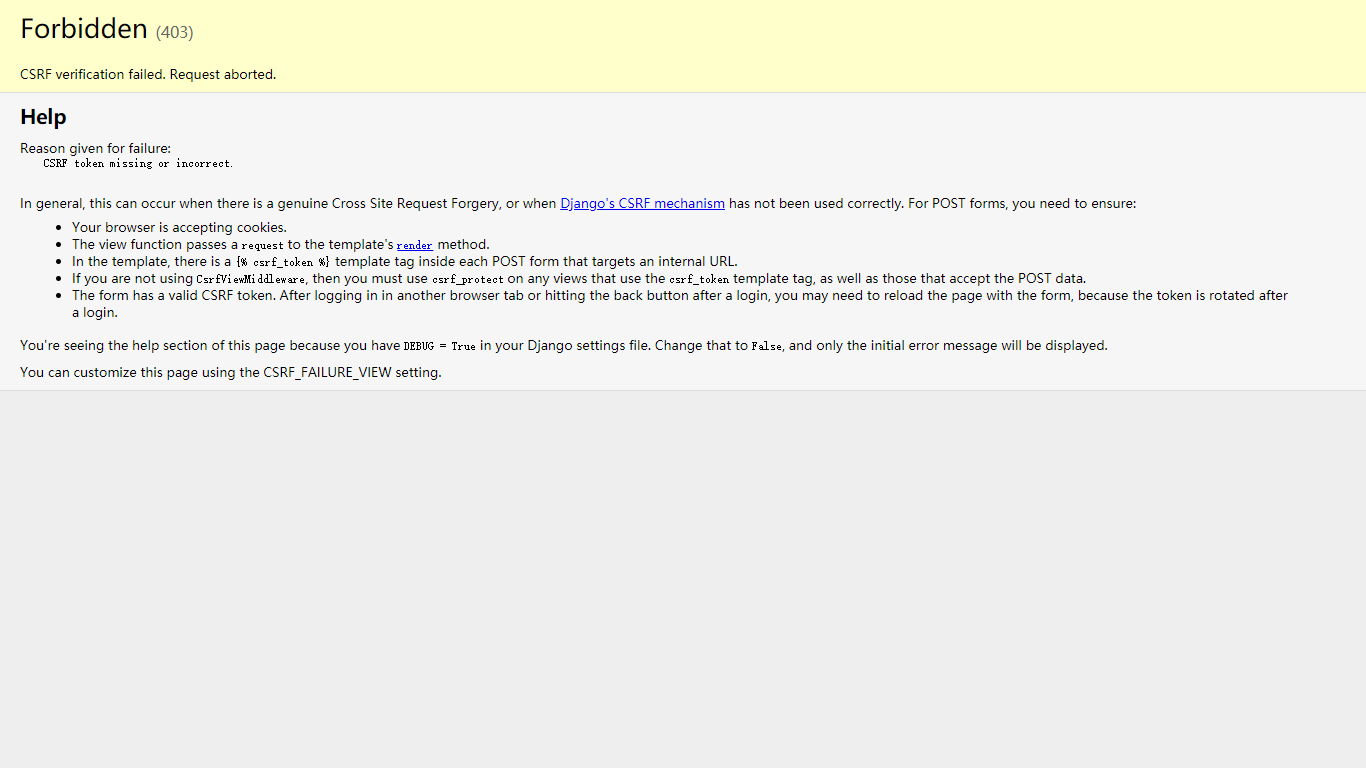 Forbidden (403)
CSRF verification failed. Request aborted.
Help
Reason given for failure:
CSRF token missing or incorrect.
In general, this can occur when there is a genuine Cross Site Request Forgery, or when Django's CSRF mechanism has not been used correctly. For POST forms, you need to ensure:
• Your browser is accepting cookies.
• The view function passes a request to the template's render method.
• In the template, there is a {% csrf_token %} template tag inside each POST form that targets an internal URL.
• If you are not using CsrfViewMiddleware, then you must use csrf_protect on any views that use the csrf_token template tag, as well as those that accept the POST data.
• The form has a valid CSRF token. After logging in in another browser tab or hitting the back button after a login, you may need to reload the page with the form, because the token is rotated after
a login.
You're seeing the help section of this page because you have DEBUG = True in your Django settings file. Change that to False, and only the initial error message will be displayed.
You can customize this page using the CSRF_FAILURE_VIEW setting.